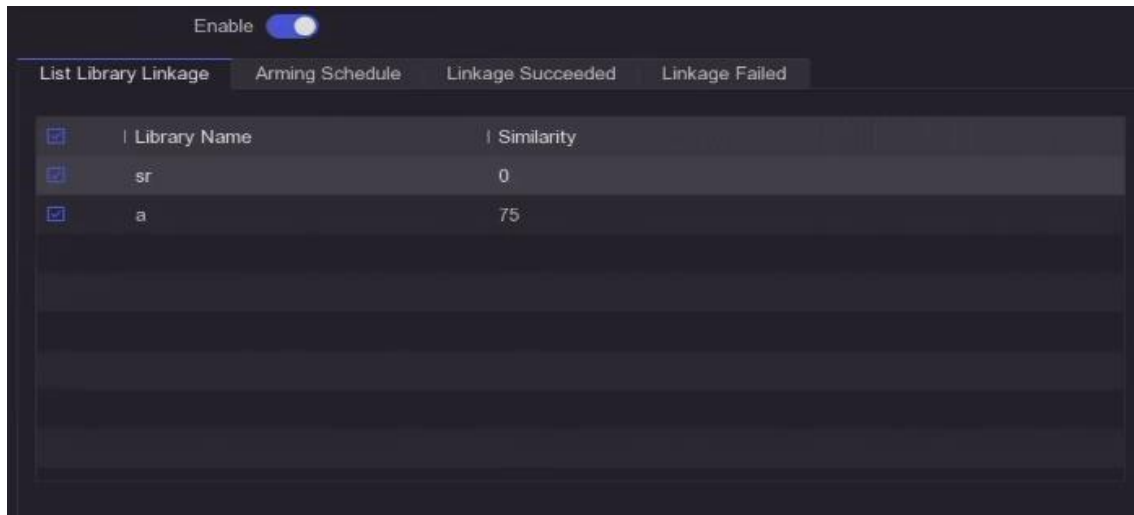 Enable
List Library Linkage Arming Schedule Linkage Succeeded Linkage Failed
Library Name Similarity
sr 0
a 75